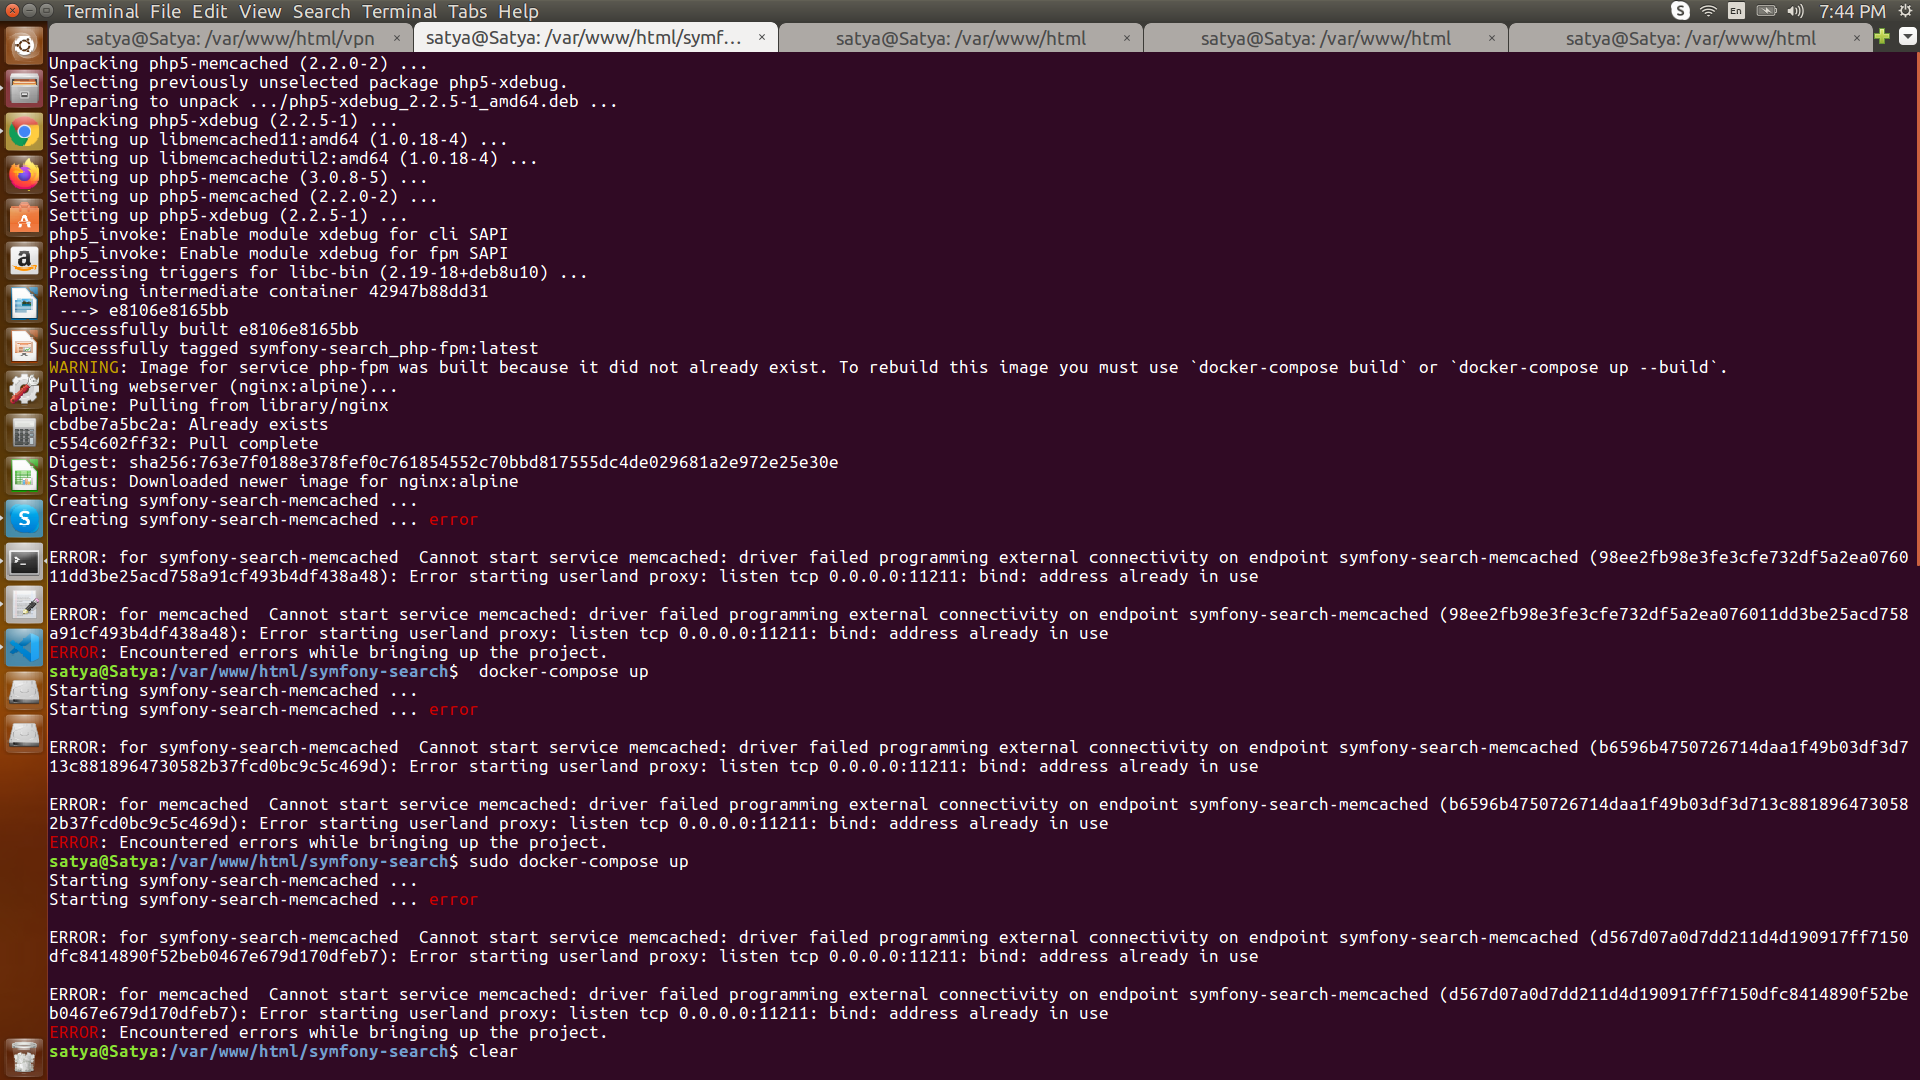 Terminal File Edit View Search Terminal Tabs Help
S En 7:44 PM
satya@Satya: /var/www/html/vpn × satya@Satya: /var/www/html/symf... × satya@Satya: /var/www/html × satya@Satya: /var/www/html × satya@Satya: /var/www/html ×
Unpacking php5-memcached (2.2.0-2) ...
Selecting previously unselected package php5-xdebug.
Preparing to unpack .../php5-xdebug_2.2.5-1_amd64.deb ...
Unpacking php5-xdebug (2.2.5-1) ...
Setting up libmemcached11:amd64 (1.0.18-4) ...
Setting up libmemcachedutil2:amd64 (1.0.18-4) ...
Setting up php5-memcache (3.0.8-5) ...
Setting up php5-memcached (2.2.0-2) ...
Setting up php5-xdebug (2.2.5-1) ...
php5_invoke: Enable module xdebug for cli SAPI
php5_invoke: Enable module xdebug for fpm SAPI
Processing triggers for libc-bin (2.19-18+deb8u10) ...
Removing intermediate container 42947b88dd31
 ---> e8106e8165bb
Successfully built e8106e8165bb
Successfully tagged symfony-search_php-fpm:latest
WARNING: Image for service php-fpm was built because it did not already exist. To rebuild this image you must use `docker-compose build` or `docker-compose up --build`.
Pulling webserver (nginx:alpine)...
alpine: Pulling from library/nginx
cbdbe7a5bc2a: Already exists
c554c602ff32: Pull complete
Digest: sha256:763e7f0188e378fef0c761854552c70bbd817555dc4de029681a2e972e25e30e
Status: Downloaded newer image for nginx:alpine
Creating symfony-search-memcached ...
Creating symfony-search-memcached ... error
ERROR: for symfony-search-memcached  Cannot start service memcached: driver failed programming external connectivity on endpoint symfony-search-memcached (98ee2fb98e3fe3cfe732df5a2ea0760
11dd3be25acd758a91cf493b4df438a48): Error starting userland proxy: listen tcp 0.0.0.0:11211: bind: address already in use
ERROR: for memcached  Cannot start service memcached: driver failed programming external connectivity on endpoint symfony-search-memcached (98ee2fb98e3fe3cfe732df5a2ea076011dd3be25acd758
a91cf493b4df438a48): Error starting userland proxy: listen tcp 0.0.0.0:11211: bind: address already in use
ERROR: Encountered errors while bringing up the project.
satya@Satya:/var/www/html/symfony-search$  docker-compose up
Starting symfony-search-memcached ...
Starting symfony-search-memcached ... error
ERROR: for symfony-search-memcached  Cannot start service memcached: driver failed programming external connectivity on endpoint symfony-search-memcached (b6596b4750726714daa1f49b03df3d7
13c8818964730582b37fcd0bc9c5c469d): Error starting userland proxy: listen tcp 0.0.0.0:11211: bind: address already in use
ERROR: for memcached  Cannot start service memcached: driver failed programming external connectivity on endpoint symfony-search-memcached (b6596b4750726714daa1f49b03df3d713c881896473058
2b37fcd0bc9c5c469d): Error starting userland proxy: listen tcp 0.0.0.0:11211: bind: address already in use
ERROR: Encountered errors while bringing up the project.
satya@Satya:/var/www/html/symfony-search$ sudo docker-compose up
Starting symfony-search-memcached ...
Starting symfony-search-memcached ... error
ERROR: for symfony-search-memcached  Cannot start service memcached: driver failed programming external connectivity on endpoint symfony-search-memcached (d567d07a0d7dd211d4d190917ff7150
dfc8414890f52beb0467e679d170dfeb7): Error starting userland proxy: listen tcp 0.0.0.0:11211: bind: address already in use
ERROR: for memcached  Cannot start service memcached: driver failed programming external connectivity on endpoint symfony-search-memcached (d567d07a0d7dd211d4d190917ff7150dfc8414890f52be
b0467e679d170dfeb7): Error starting userland proxy: listen tcp 0.0.0.0:11211: bind: address already in use
ERROR: Encountered errors while bringing up the project.
satya@Satya:/var/www/html/symfony-search$ clear